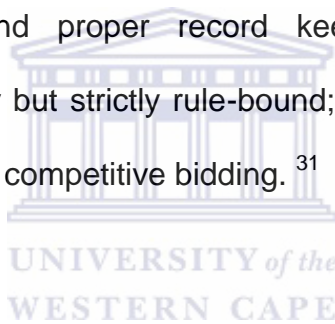 nd proper record kee
but strictly rule-bound;
competitive bidding. 31
UNIVERSITY of the
WESTERN CAPE